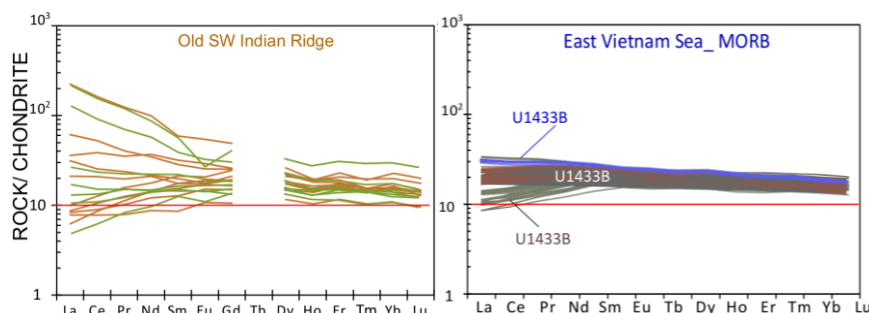 ROCK/ CHONDRITE
10³
10²
10
1
Old SW Indian Ridge
La Ce Pr Nd Sm Eu Gd Tb Dy Ho Er Tm Yb Lu
10³
10²
10
1
East Vietnam Sea_ MORB
U1433B
U1433B
U1433B
La Ce Pr Nd Sm Eu Tb Dy Ho Er Tm Yb Lu